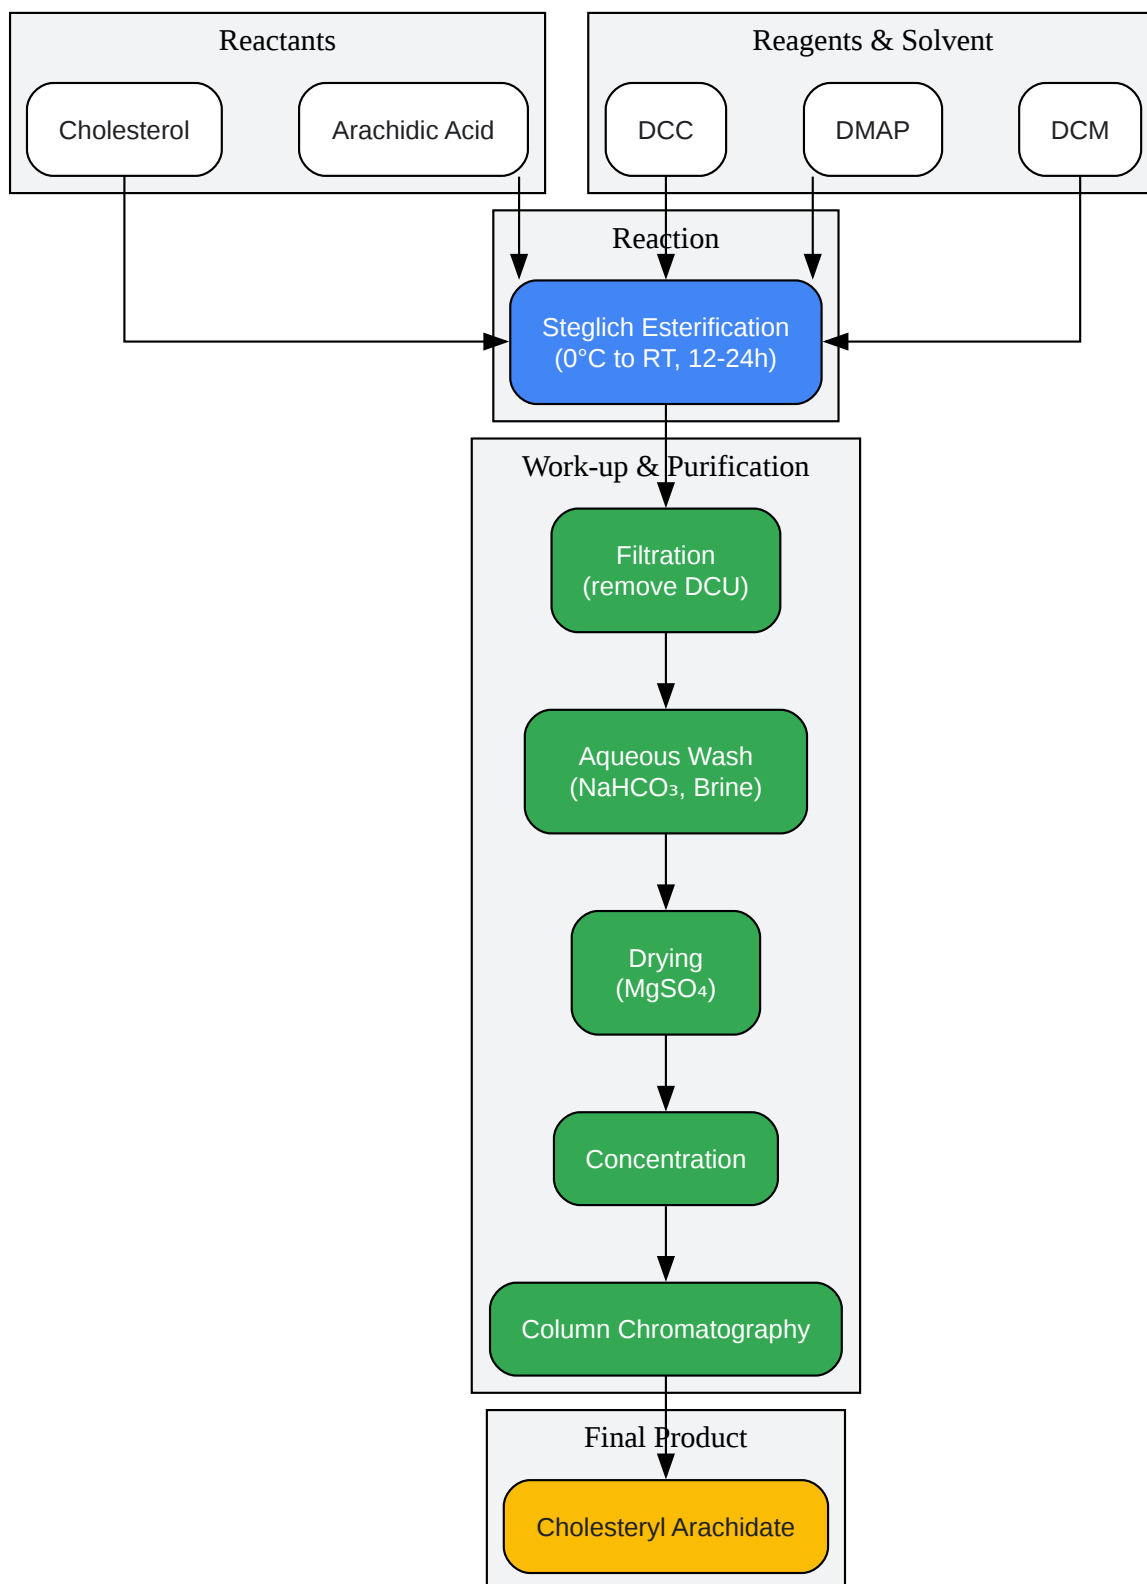 Reactants
Reagents & Solvent
Cholesterol
Arachidic Acid
DCC
DMAP
DCM
Reaction
Steglich Esterification
(0°C to RT, 12-24h)
Work-up & Purification
Filtration
(remove DCU)
Aqueous Wash
(NaHCO₃, Brine)
Drying
(MgSO₄)
Concentration
Column Chromatography
Final Product
Cholesteryl Arachidate